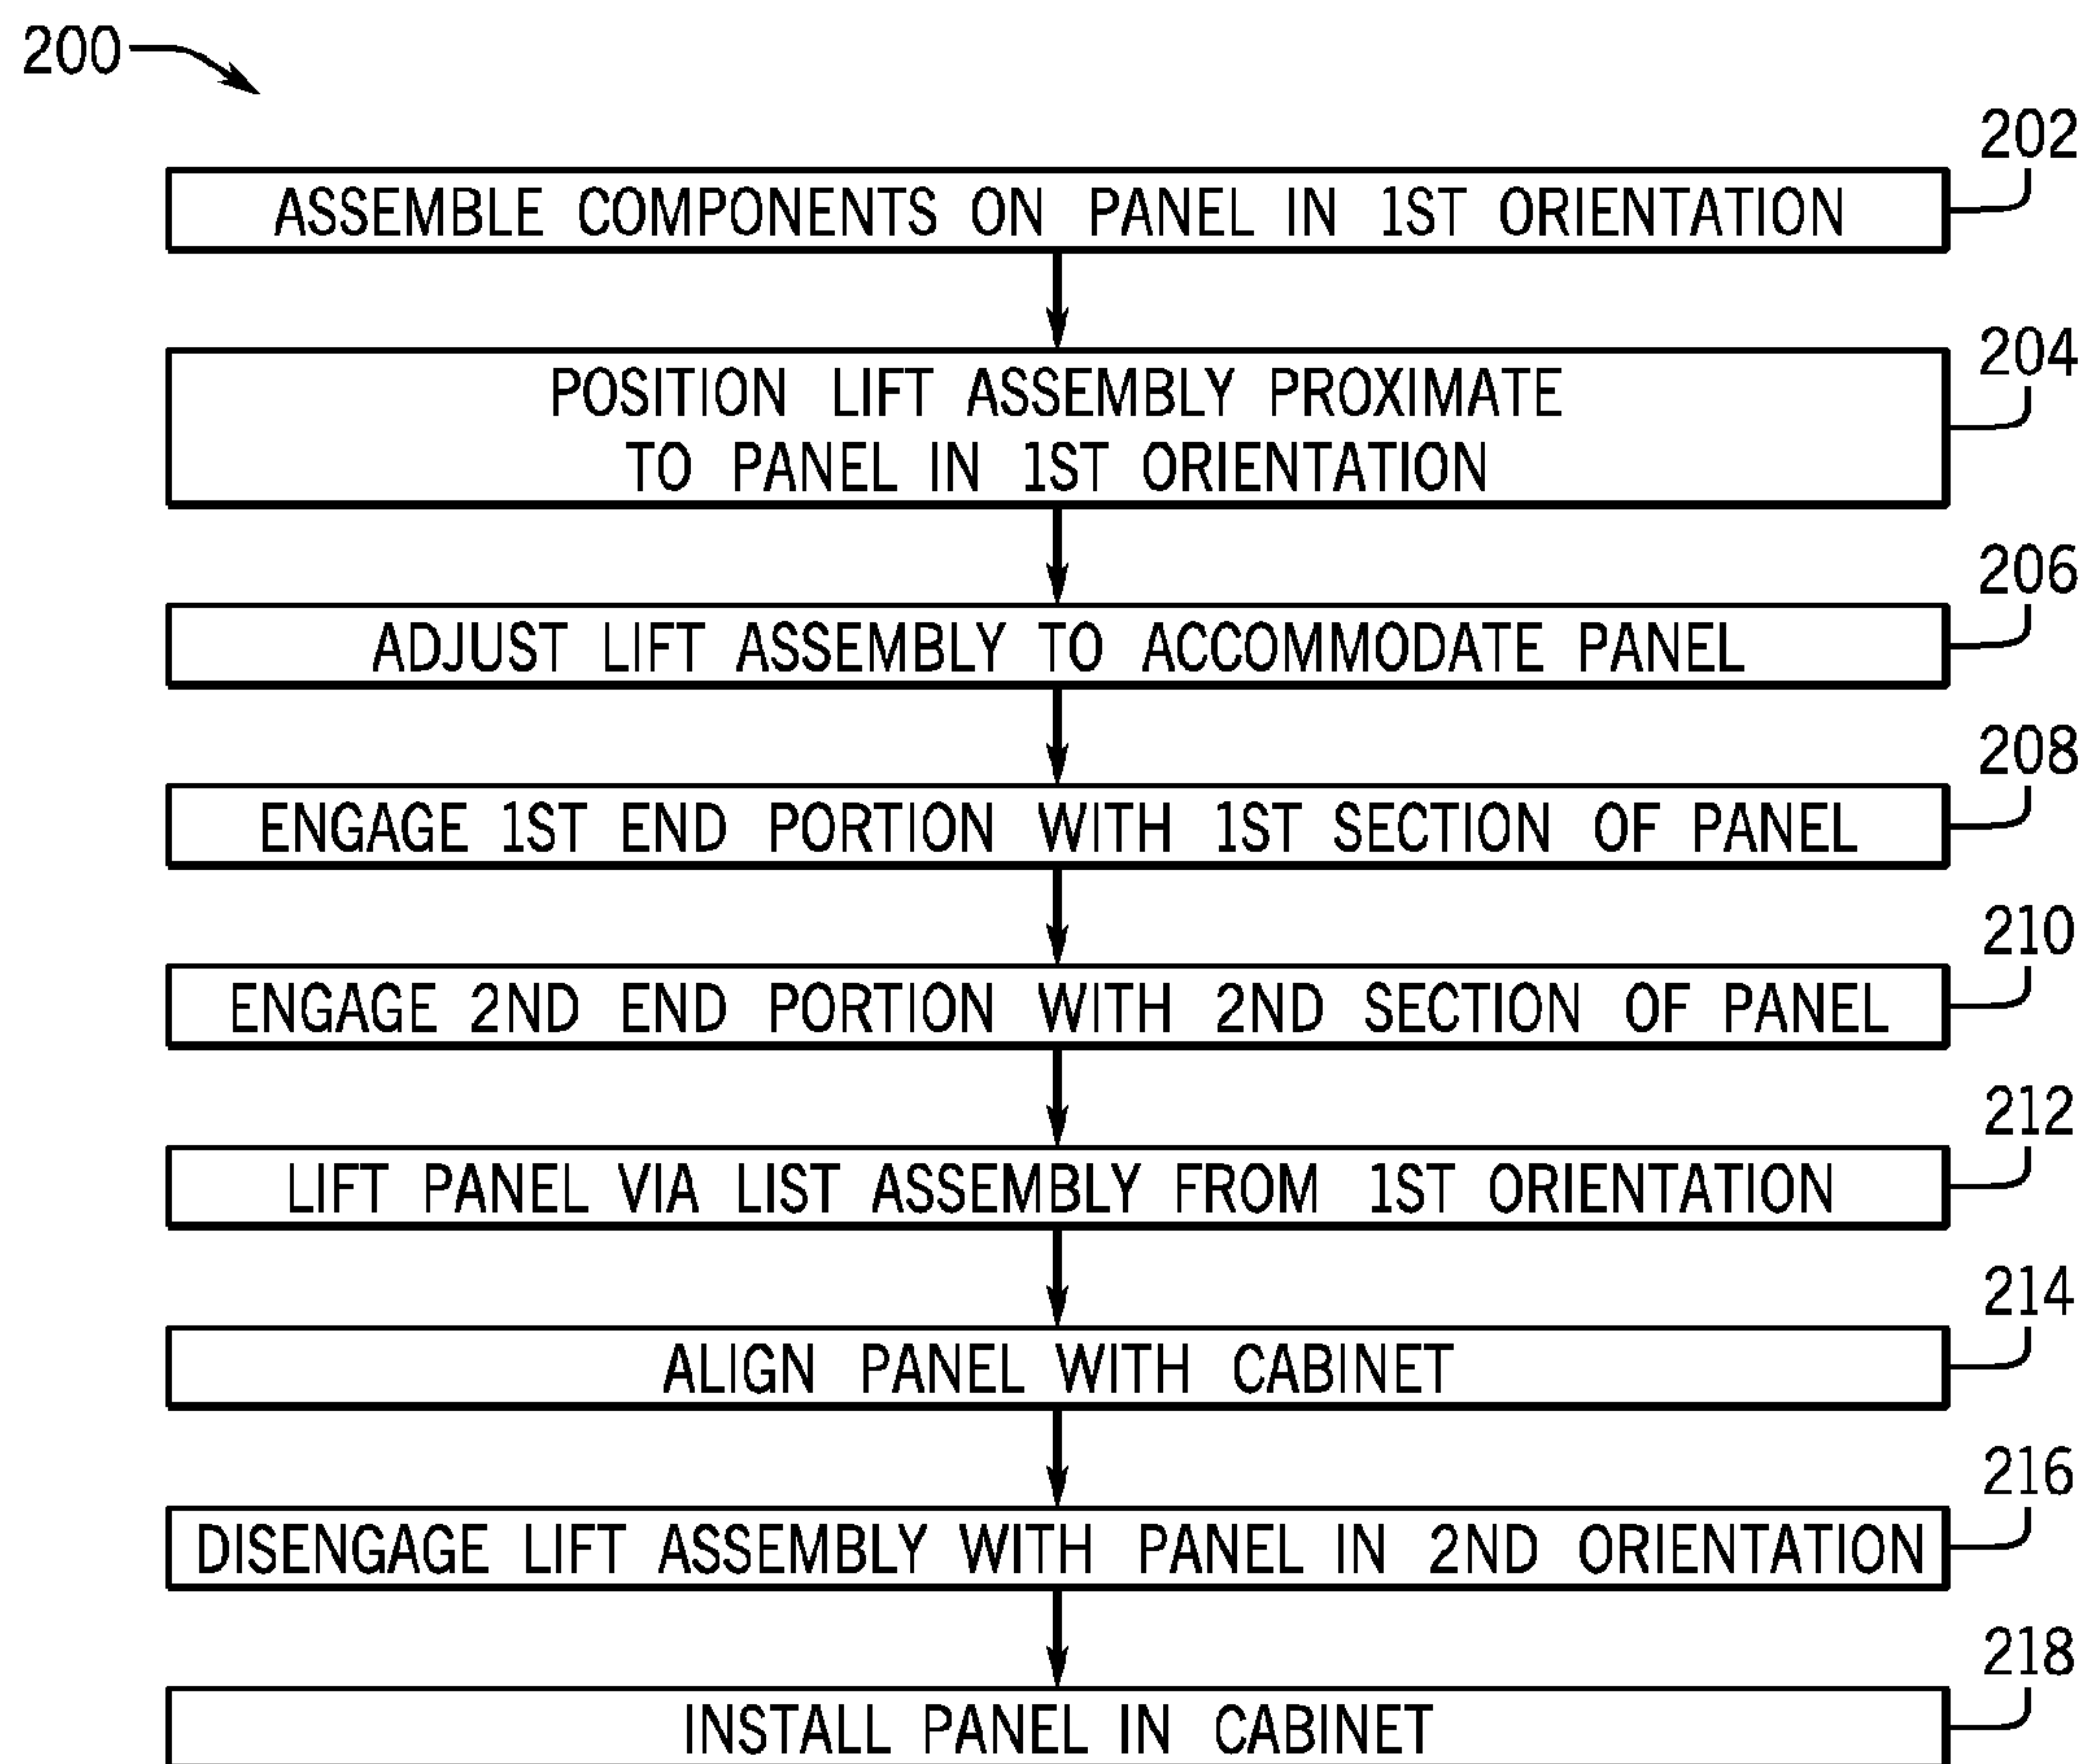 200
202
ASSEMBLE COMPONENTS ON PANEL IN 1ST ORIENTATION
204
POSITION LIFT ASSEMBLY PROXIMATE
TO PANEL IN 1ST ORIENTATION
206
ADJUST LIFT ASSEMBLY TO ACCOMMODATE PANEL
208
ENGAGE 1ST END PORTION WITH 1ST SECTION OF PANEL
210
ENGAGE 2ND END PORTION WITH 2ND SECTION OF PANEL
212
LIFT PANEL VIA LIST ASSEMBLY FROM 1ST ORIENTATION
214
ALIGN PANEL WITH CABINET
216
DISENGAGE LIFT ASSEMBLY WITH PANEL IN 2ND ORIENTATION
218
INSTALL PANEL IN CABINET